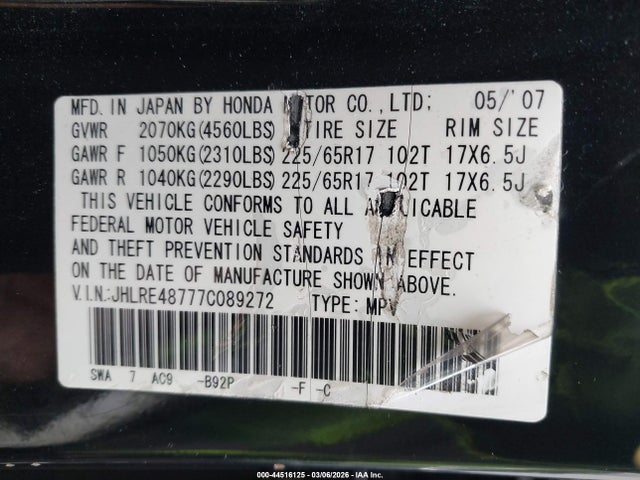 MFD. IN JAPAN BY HONDA MOTOR CO.,LTD; 05/'07
GVWR 2070KG(4560LBS) TIRE SIZE RIM SIZE
GAWR F 1050KG(2310LBS) 225/65R17 102T 17X6.5J
GAWR R 1040KG(2290LBS) 225/65R17 102T 17X6.5J
THIS VEHICLE CONFORMS TO ALL APPLICABLE
FEDERAL MOTOR VEHICLE SAFETY
AND THEFT PREVENTION STANDARDS IN EFFECT
ON THE DATE OF MANUFACTURE SHOWN ABOVE.
V.I.N:JHLRE48777C089272 TYPE: MPV
SWA 7 AC9 -B92P -F -C
000-44516125 - 03/06/2026 - IAA Inc.